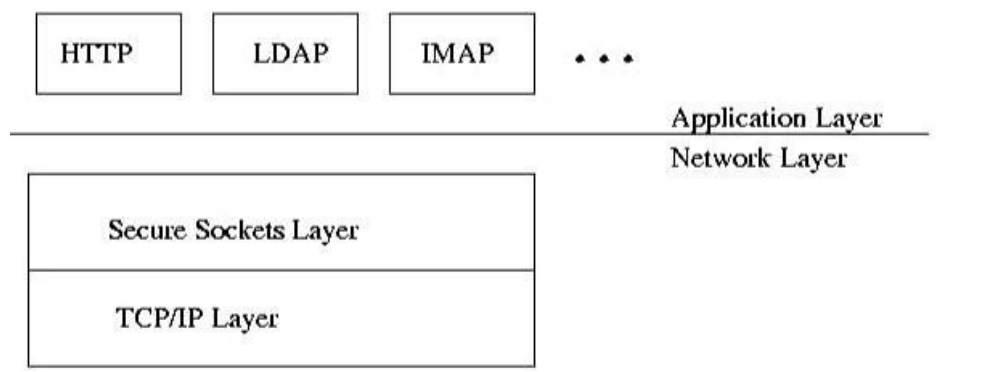 HTTP LDAP IMAP ...
Application Layer
Network Layer
Secure Sockets Layer
TCP/IP Layer